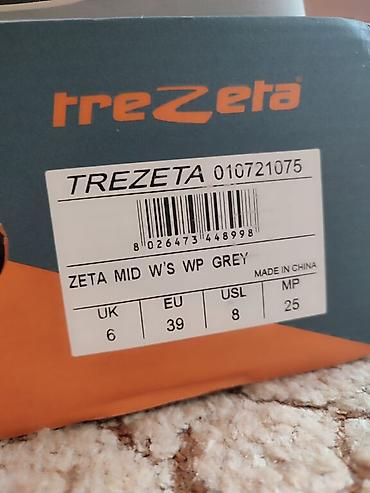 treZeta
TREZETA 010721075
8 026473 448998
ZETA MID W'S WP GREY
MADE IN CHINA
UK EU USL MP
6 39 8 25